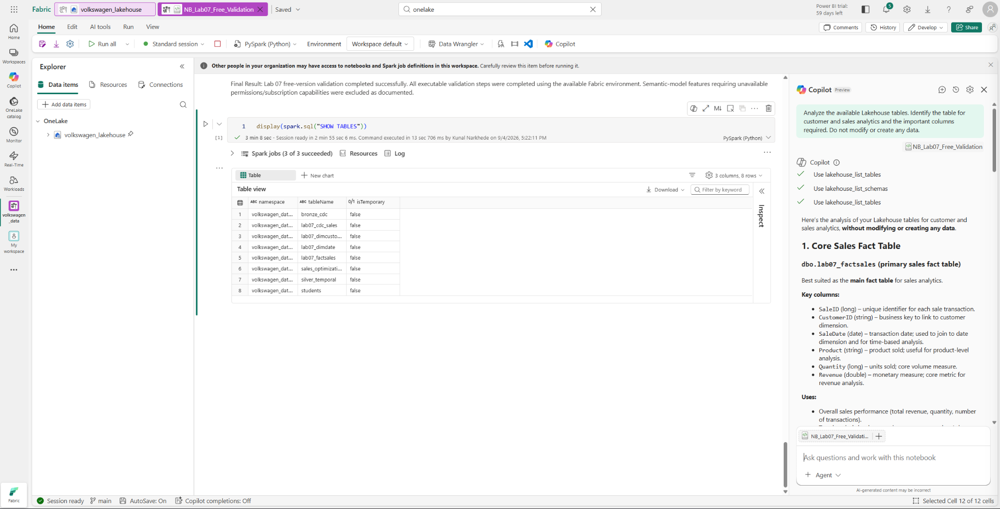 Fabric
volkswagen_lakehouse
NB_Lab07_Free_Validation
Saved
onelake
Power BI trial:
59 days left
5
Home
Edit
AI tools
Run
View
Comments
History
Develop
Share
Run all
Standard session
PySpark (Python)
Environment
Workspace default
Data Wrangler
Copilot
Home
Workspaces
Copilot
OneLake
catalog
Monitor
Real-Time
Workloads
volkswagen
_data
My
workspace
Fabric
Explorer
Data items
Resources
Connections
Add data items
OneLake
volkswagen_lakehouse
Other people in your organization may have access to notebooks and Spark job definitions in this workspace. Carefully review this item before running it.
Final Result: Lab 07 free-version validation completed successfully. All executable validation steps were completed using the available Fabric environment. Semantic-model features requiring unavailable
permissions/subscription capabilities were excluded as documented.
M↓
1 display(spark.sql("SHOW TABLES"))
[1]
3 min 8 sec - Session ready in 2 min 55 sec 6 ms. Command executed in 13 sec 706 ms by Kunal Narkhede on 9/4/2026, 5:22:11 PM
PySpark (Python)
Spark jobs (3 of 3 succeeded)
Resources
Log
Table
New chart
3 columns, 8 rows
Table view
Download
Filter by keyword
Inspect
ABC namespace ABC tableName 0/1 isTemporary
1 volkswagen_dat... bronze_cdc false
2 volkswagen_dat... lab07_cdc_sales false
3 volkswagen_dat... lab07_dimcusto... false
4 volkswagen_dat... lab07_dimdate false
5 volkswagen_dat... lab07_factsales false
6 volkswagen_dat... sales_optimizati... false
7 volkswagen_dat... silver_temporal false
8 volkswagen_dat... students false
Copilot Preview
Analyze the available Lakehouse tables. Identify the table for
customer and sales analytics and the important columns
required. Do not modify or create any data.
NB_Lab07_Free_Validation
Copilot
Use lakehouse_list_tables
Use lakehouse_list_schemas
Use lakehouse_list_tables
Here's the analysis of your Lakehouse tables for customer and
sales analytics, without modifying or creating any data.
1. Core Sales Fact Table
dbo.lab07_factsales (primary sales fact table)
Best suited as the main fact table for sales analytics.
Key columns:
SaleID (long) – unique identifier for each sale transaction.
CustomerID (string) – business key to link to customer
dimension.
SaleDate (date) – transaction date; used to join to date
dimension and for time-based analysis.
Product (string) – product sold; useful for product-level
analysis.
Quantity (long) – units sold; core volume measure.
Revenue (double) – monetary measure; core metric for
revenue analysis.
Uses:
Overall sales performance (total revenue, quantity, number
of transactions).
NB_Lab07_Free_Validati...
Ask questions and work with this notebook
Agent
AI-generated content may be incorrect
Session ready
main
AutoSave: On
Copilot completions: Off
Selected Cell 12 of 12 cells